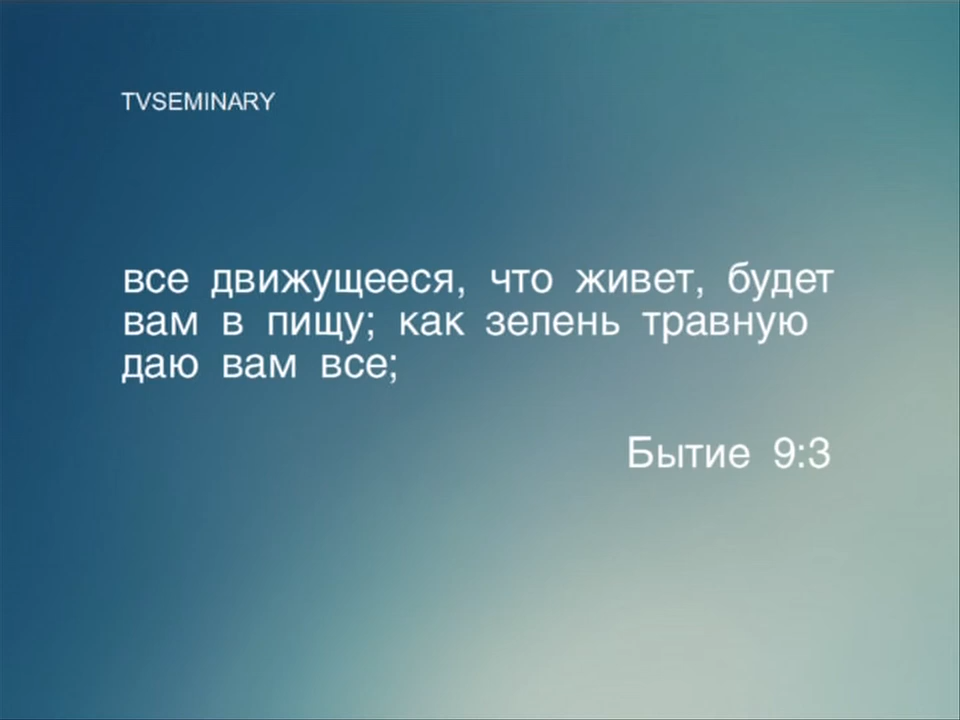 TVSEMINARY
все движущееся, что живет, будет
вам в пищу; как зелень травную
даю вам все;
Бытие 9:3